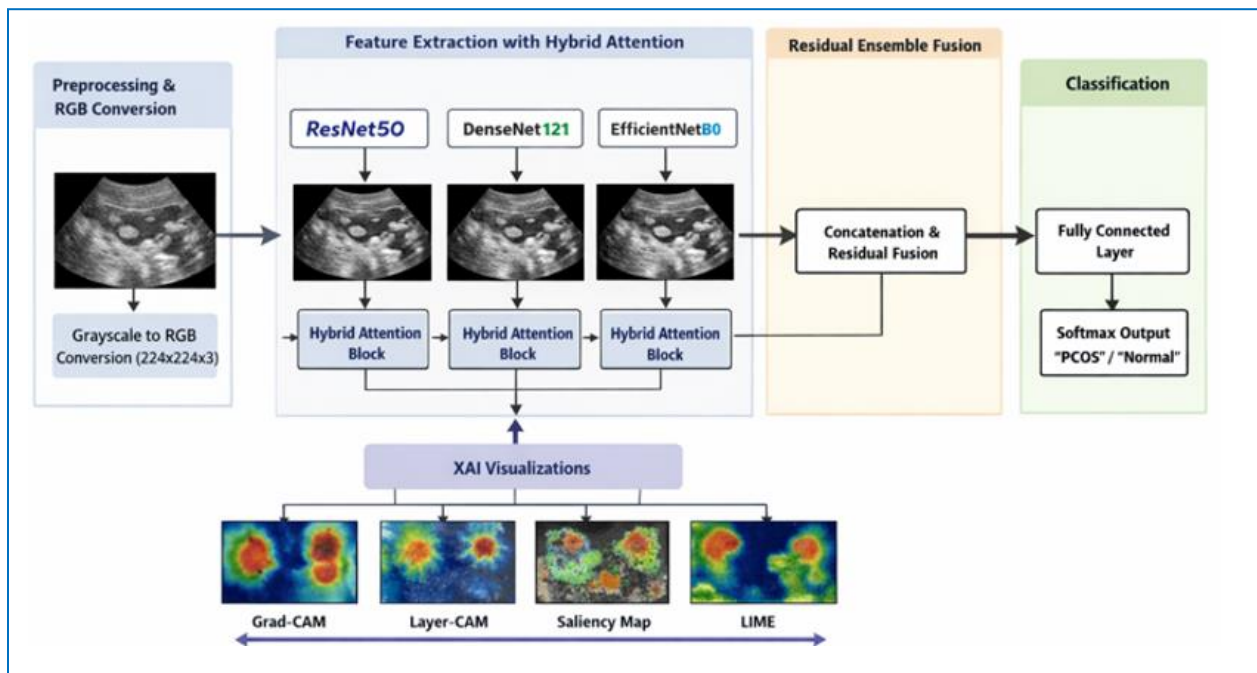 Preprocessing &
RGB Conversion
Grayscale to RGB
Conversion (224x224x3)
Feature Extraction with Hybrid Attention
ResNet50
DenseNet121
EfficientNetB0
Hybrid Attention
Block
Hybrid Attention
Block
Hybrid Attention
Block
Residual Ensemble Fusion
Concatenation &
Residual Fusion
Classification
Fully Connected
Layer
Softmax Output
"PCOS" / "Normal"
XAI Visualizations
Grad-CAM
Layer-CAM
Saliency Map
LIME